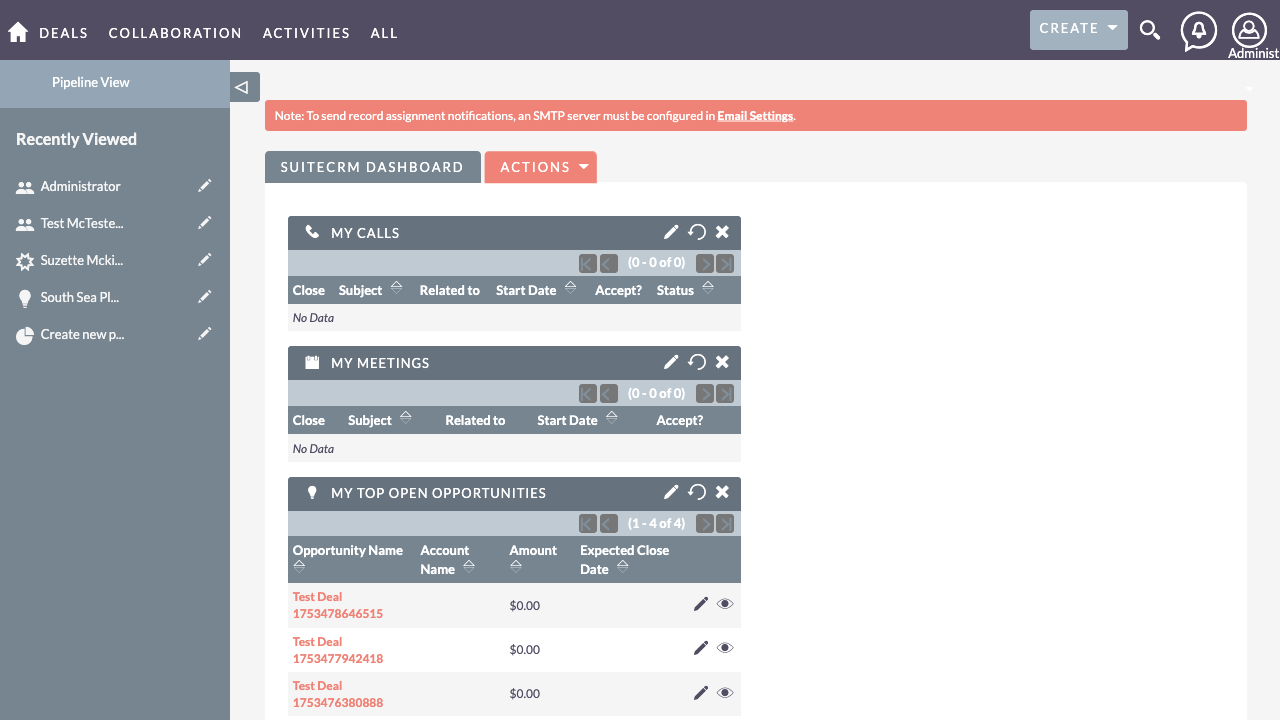 DEALS COLLABORATION ACTIVITIES ALL CREATE
Administ
Pipeline View
Note: To send record assignment notifications, an SMTP server must be configured in Email Settings.
Recently Viewed
SUITECRM DASHBOARD ACTIONS
Administrator
Test McTeste...
Suzette Mcki...
South Sea Pl...
Create new p...
MY CALLS
(0 - 0 of 0)
Close Subject Related to Start Date Accept? Status
No Data
MY MEETINGS
(0 - 0 of 0)
Close Subject Related to Start Date Accept?
No Data
MY TOP OPEN OPPORTUNITIES
(1 - 4 of 4)
Opportunity Name Account Name Amount Expected Close Date
Test Deal
1753478646515 $0.00
Test Deal
1753477942418 $0.00
Test Deal
1753476380888 $0.00